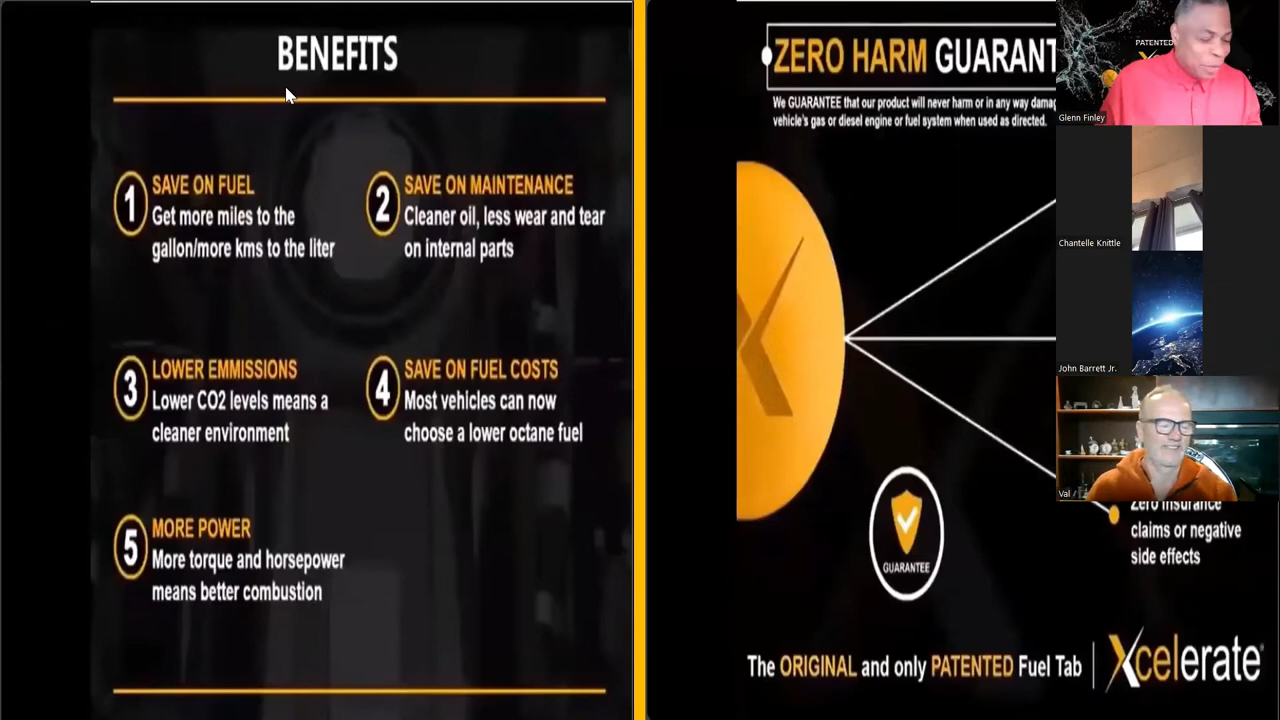 BENEFITS
1
SAVE ON FUEL
Get more miles to the
gallon/more kms to the liter
2
SAVE ON MAINTENANCE
Cleaner oil, less wear and tear
on internal parts
3
LOWER EMMISSIONS
Lower CO2 levels means a
cleaner environment
4
SAVE ON FUEL COSTS
Most vehicles can now
choose a lower octane fuel
5
MORE POWER
More torque and horsepower
means better combustion
ZERO HARM GUARANT
We GUARANTEE that our product will never harm or in any way damag
vehicle's gas or diesel engine or fuel system when used as directed.
GUARANTEE
Zero insurance
claims or negative
side effects
The ORIGINAL and only PATENTED Fuel Tab
Xcelerate
PATENTED
Glenn Finley
Chantelle Knittle
John Barrett Jr.
Val